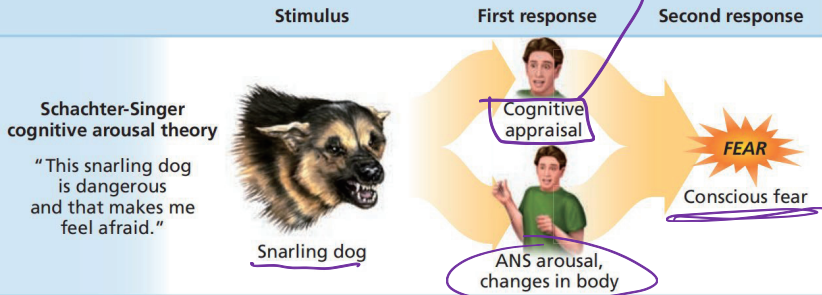 Stimulus
First response
Second response
Schachter-Singer
cognitive arousal theory
“This snarling dog
is dangerous
and that makes me
feel afraid.”
Snarling dog
Cognitive
appraisal
ANS arousal,
changes in body
FEAR
Conscious fear